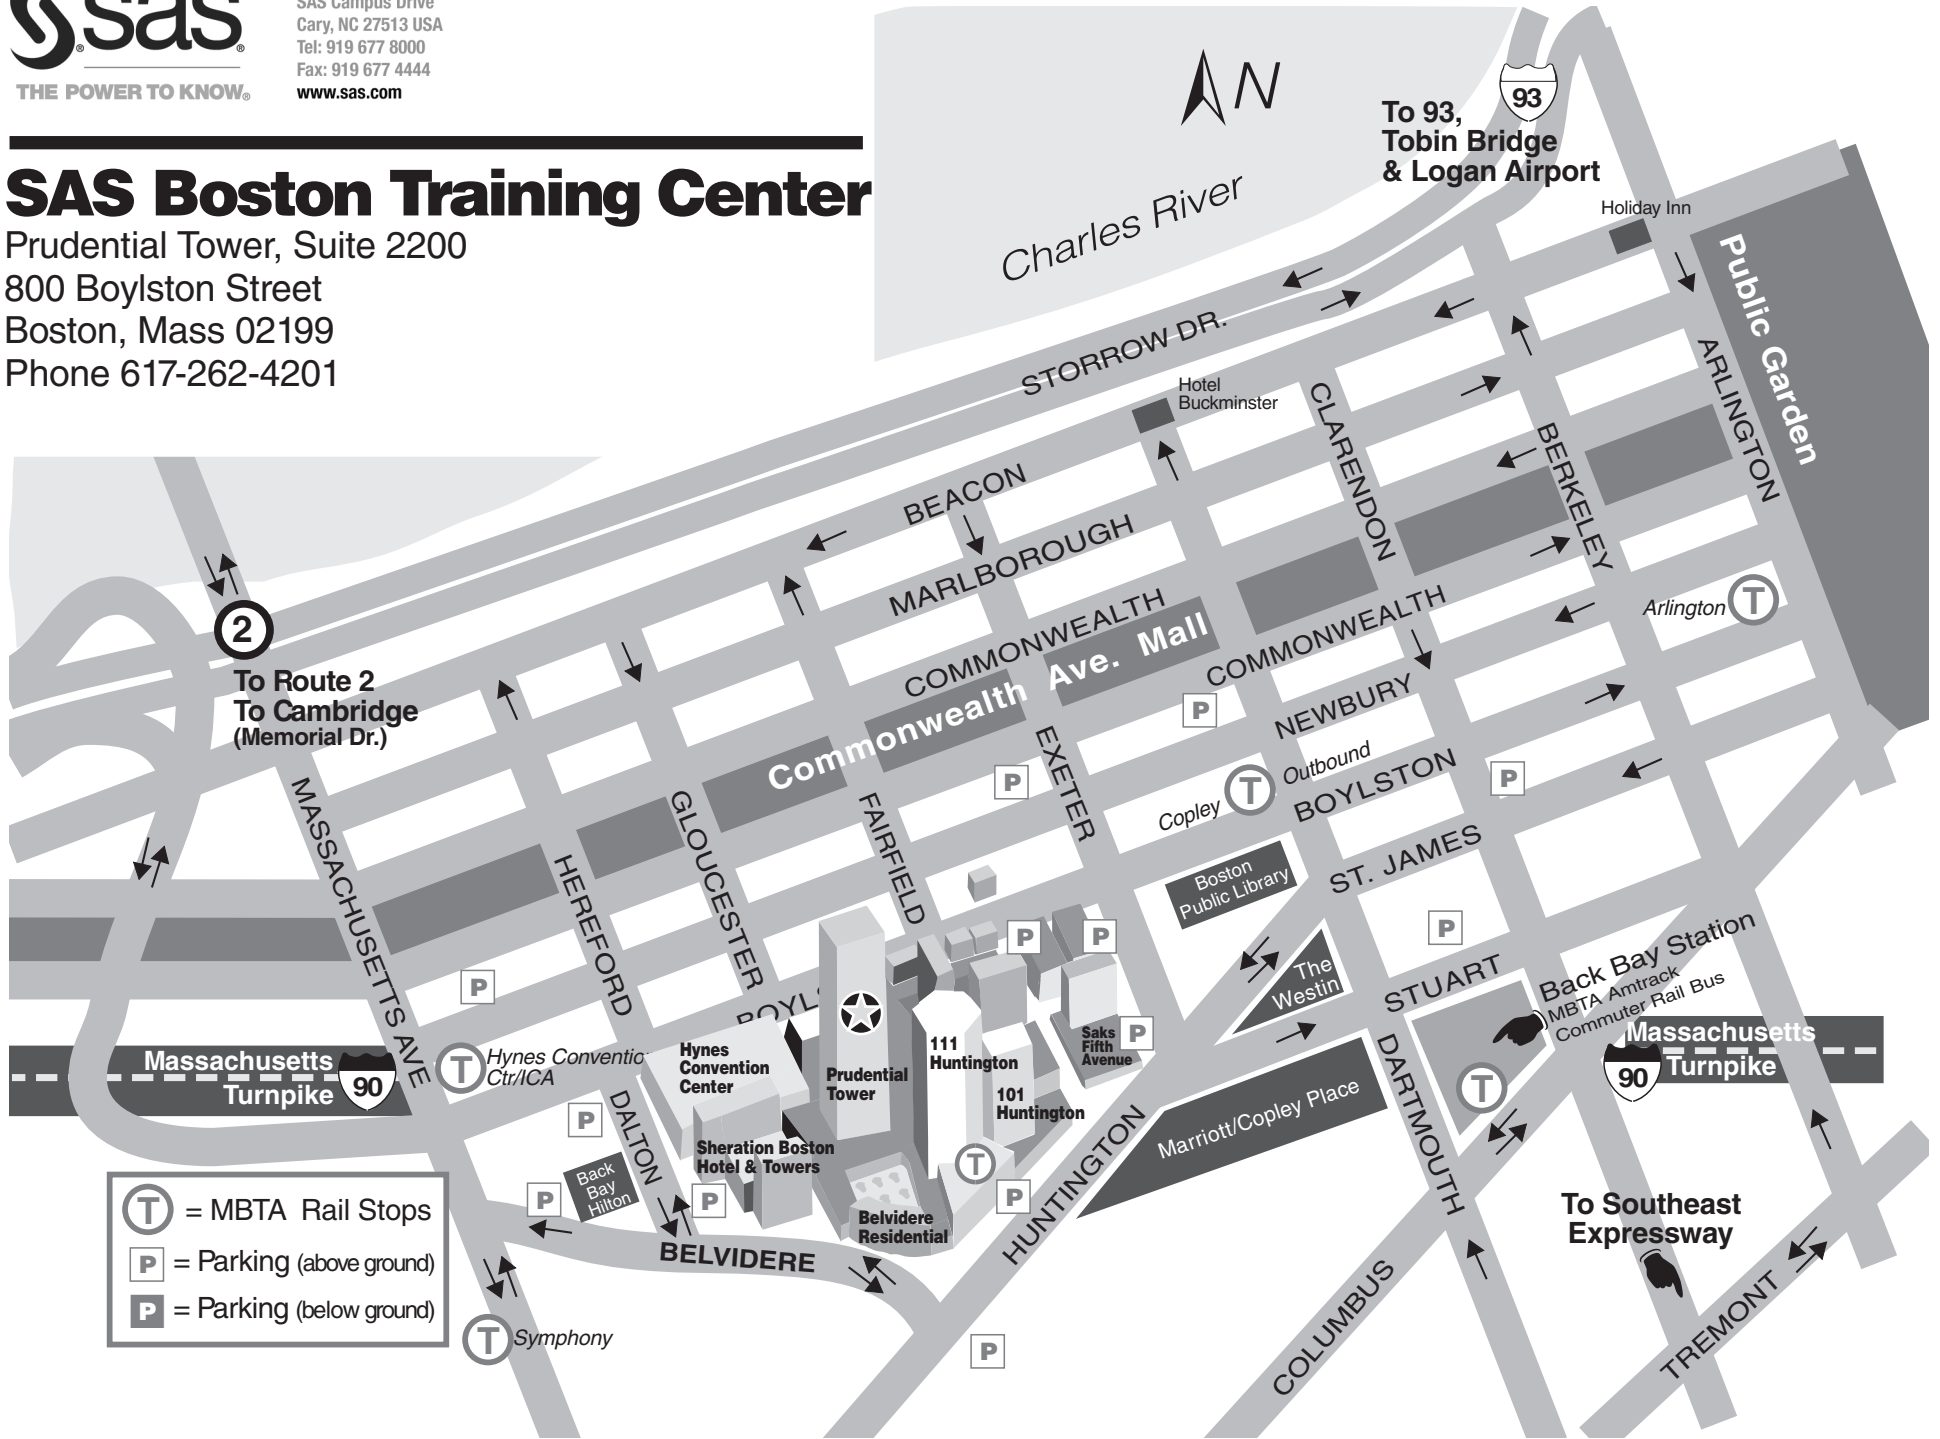 sas
THE POWER TO KNOW®
SAS Campus Drive
Cary, NC 27513 USA
Tel: 919 677 8000
Fax: 919 677 4444
www.sas.com
SAS Boston Training Center
Prudential Tower, Suite 2200
800 Boylston Street
Boston, Mass 02199
Phone 617-262-4201
N
Charles River
93
To 93,
Tobin Bridge
& Logan Airport
Holiday Inn
Public Garden
STORROW DR.
Hotel
Buckminster
ARLINGTON
CLARENDON
BERKELEY
BEACON
MARLBOROUGH
COMMONWEALTH
Commonwealth Ave. Mall
COMMONWEALTH
NEWBURY
Arlington
T
2
To Route 2
To Cambridge
(Memorial Dr.)
P
P
EXETER
Copley
T
Outbound
BOYLSTON
P
MASSACHUSETTS AVE
HEREFORD
GLOUCESTER
FAIRFIELD
Boston
Public Library
ST. JAMES
P
P
P
P
The
Westin
STUART
Back Bay Station
MBTA Amtrack
Commuter Rail Bus
BOYLS
Massachusetts
Turnpike
90
T
Hynes Conventio
Ctr/ICA
Hynes
Convention
Center
Prudential
Tower
111
Huntington
101
Huntington
Saks
Fifth
Avenue
P
Massachusetts
Turnpike
90
T
P
DALTON
Sheration Boston
Hotel & Towers
Back
Bay
Hilton
P
P
T
P
Belvidere
Residential
BELVIDERE
HUNTINGTON
Marriott/Copley Place
DARTMOUTH
To Southeast
Expressway
COLUMBUS
TREMONT
T = MBTA Rail Stops
P = Parking (above ground)
P = Parking (below ground)
T
Symphony
P